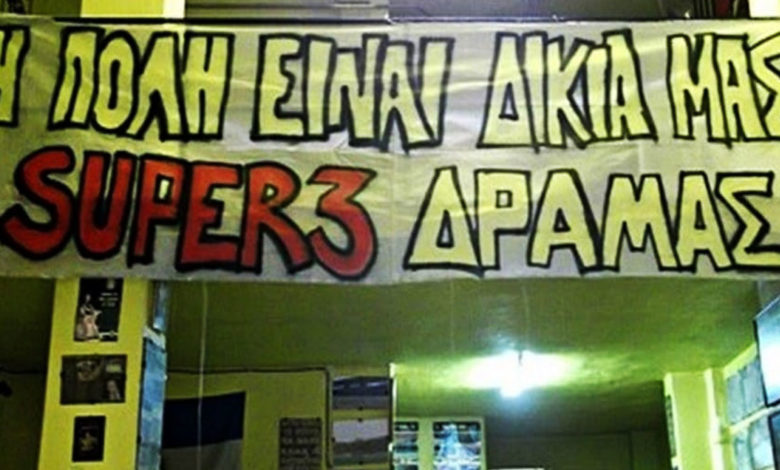 Η ΠΟΛΗ ΕΙΝΑΙ ΔΙΚΙΑ ΜΑΣ
SUPER3 ΔΡΑΜΑΣ